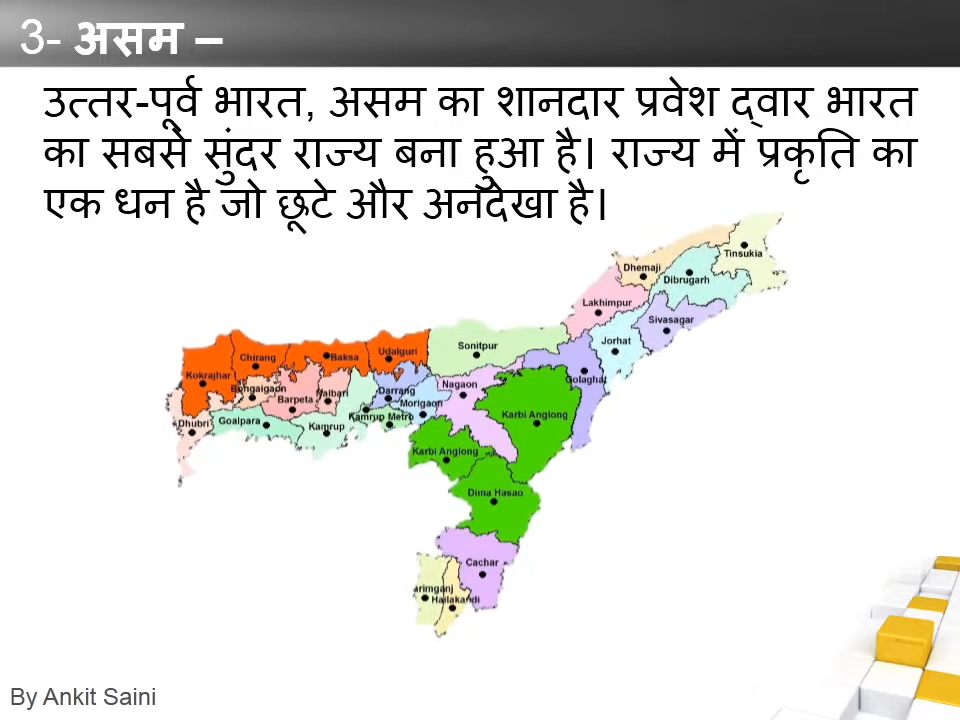 3- असम –
उत्तर-पूर्व भारत, असम का शानदार प्रवेश द्वार भारत
का सबसे सुंदर राज्य बना हुआ है। राज्य में प्रकृति का
एक धन है जो छूटे और अनदेखा है।
Tinsukia
Dhemaji
Dibrugarh
Lakhimpur
Sivasagar
Jorhat
Sonitpur
Udalguri
Baksa
Chirang
Kokrajhar
Golaghat
Nagaon
Bongaigaon
Nalbari
Darrang
Barpeta
Morigaon
Karbi Anglong
Kamrup Metro
Dhubri
Goalpara
Kamrup
Karbi Anglong
Dima Hasao
Cachar
arimganj
Hailakandi
By Ankit Saini